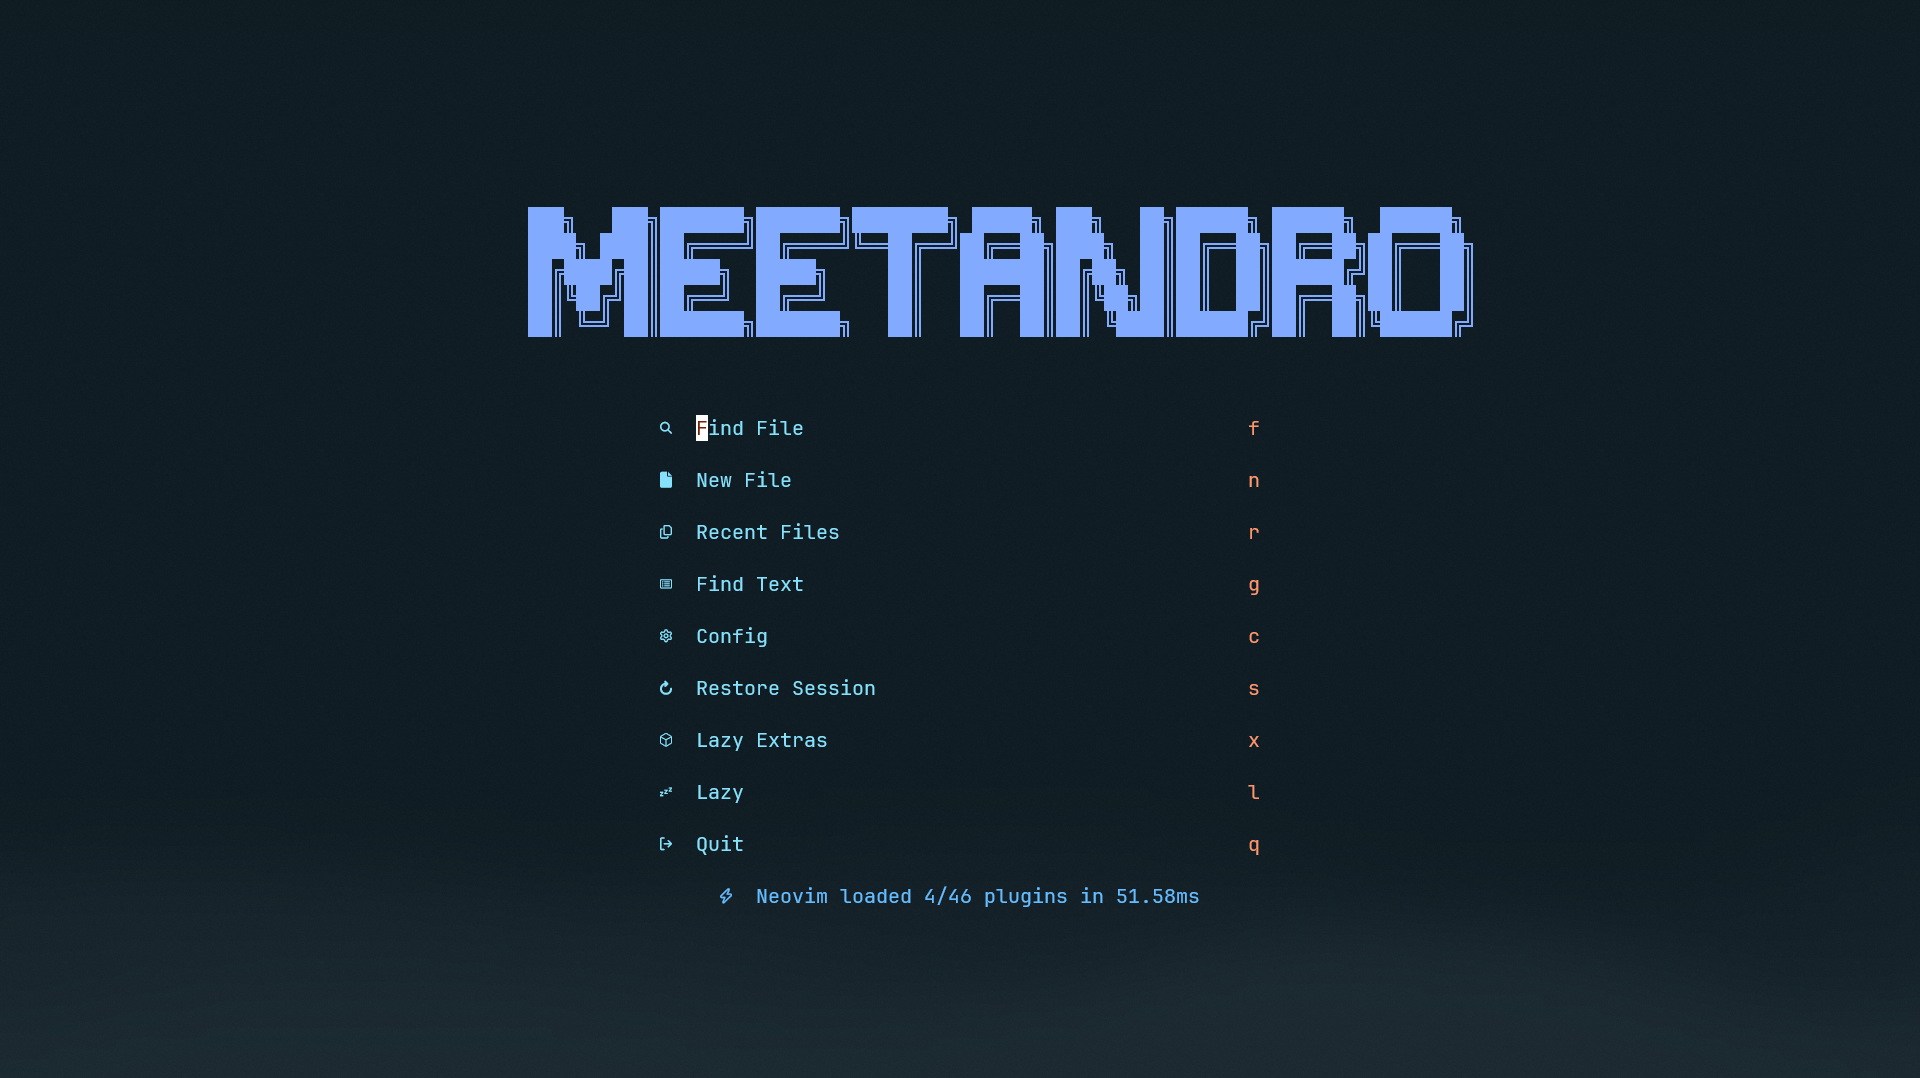 MEETANDRO
Find File f
New File n
Recent Files r
Find Text g
Config c
Restore Session s
Lazy Extras x
Lazy l
Quit q
Neovim loaded 4/46 plugins in 51.58ms